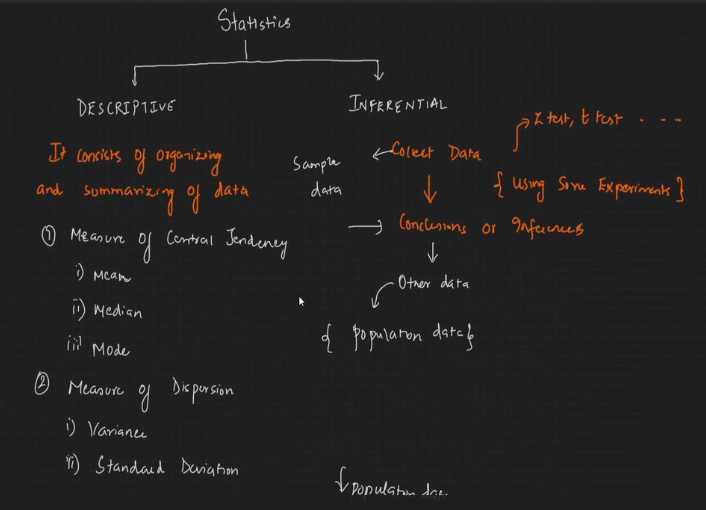 Statistics
DESCRIPTIVE
It consists of organizing
and summarizing of data
① Measure of Central Tendency
i) Mean
ii) Median
iii) Mode
② Measure of Dispersion
i) Variance
ii) Standard Deviation
INFERENTIAL
Z test, t test - - - -
Sample
data
Collect Data
{ Using Some Experiments }
Conclusions or Inferences
Other data
{ population data }
Population